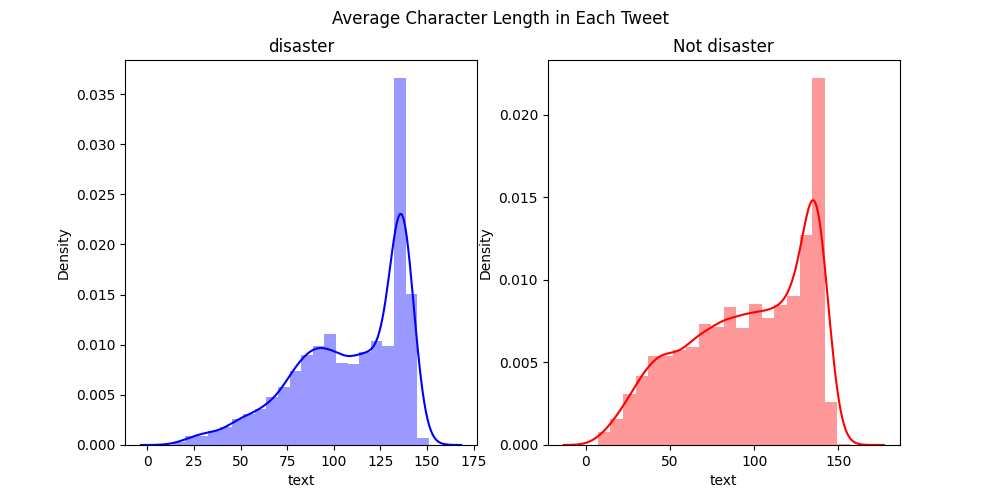 Average Character Length in Each Tweet
disaster
Density
0.035
0.030
0.025
0.020
0.015
0.010
0.005
0.000
0 25 50 75 100 125 150 175
text
Not disaster
Density
0.020
0.015
0.010
0.005
0.000
0 50 100 150
text